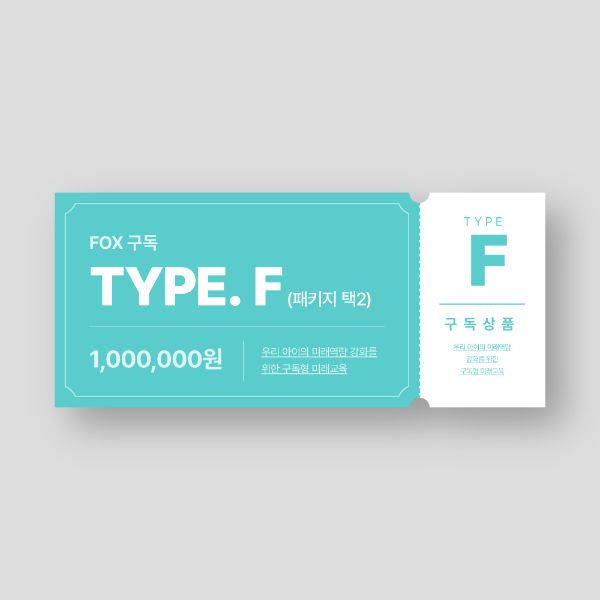 FOX 구독
TYPE. F (패키지 택2)
1,000,000원
우리 아이의 미래역량 강화를
위한 구독형 미래교육
TYPE
F
구독상품
우리 아이의 미래역량
강화를 위한
구독형 미래교육